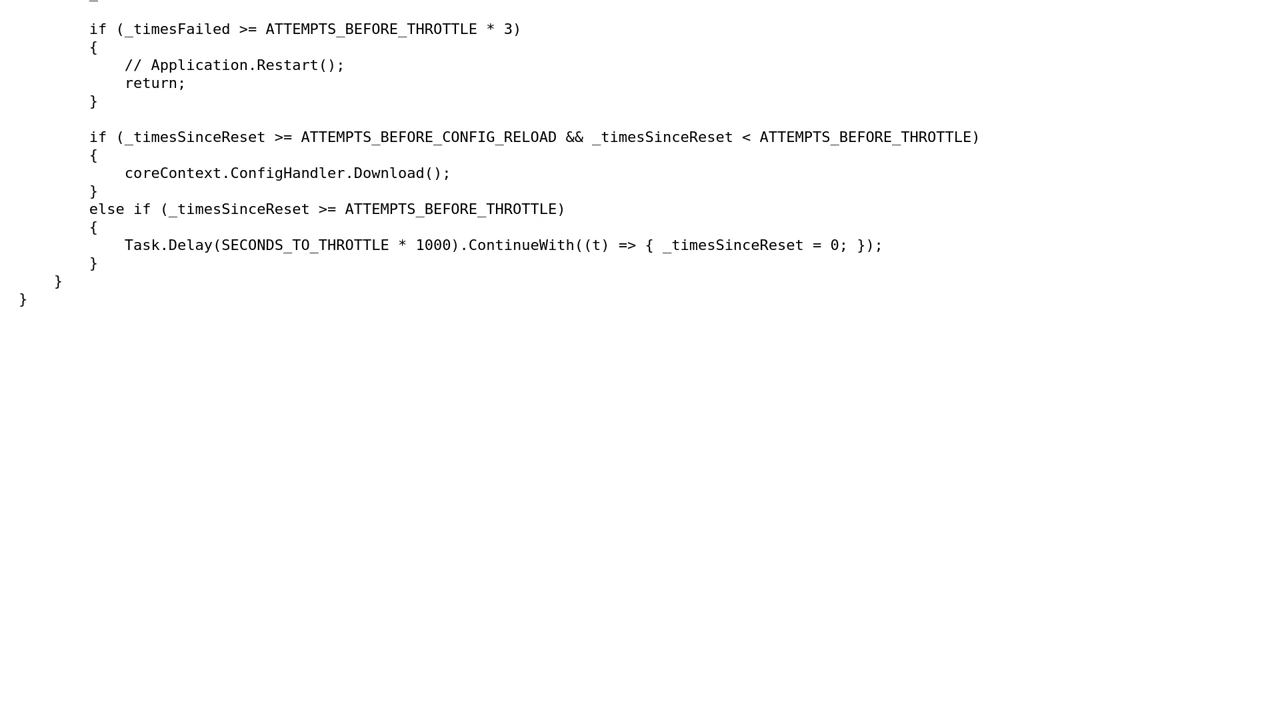 if (_timesFailed >= ATTEMPTS_BEFORE_THROTTLE * 3)
{
// Application.Restart();
return;
}
if (_timesSinceReset >= ATTEMPTS_BEFORE_CONFIG_RELOAD && _timesSinceReset < ATTEMPTS_BEFORE_THROTTLE)
{
coreContext.ConfigHandler.Download();
}
else if (_timesSinceReset >= ATTEMPTS_BEFORE_THROTTLE)
{
Task.Delay(SECONDS_TO_THROTTLE * 1000).ContinueWith((t) => { _timesSinceReset = 0; });
}
}
}